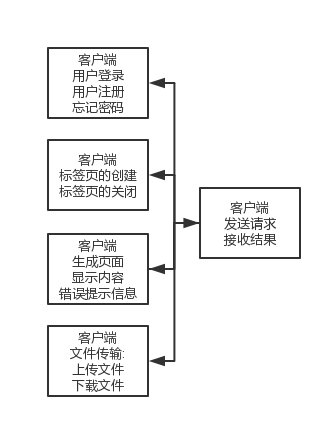 客户端
用户登录
用户注册
忘记密码
客户端
标签页的创建
标签页的关闭
客户端
发送请求
接收结果
客户端
生成页面
显示内容
错误提示信息
客户端
文件传输:
上传文件
下载文件